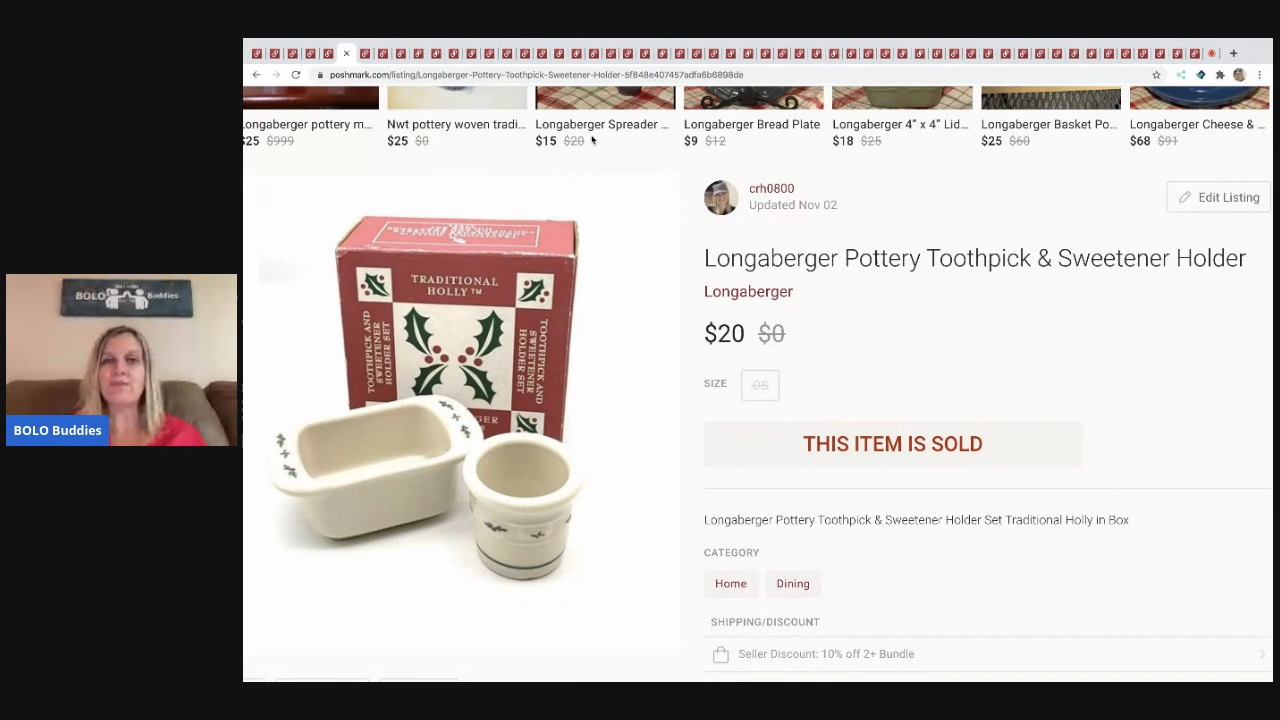 poshmark.com/listing/Longaberger-Pottery-Toothpick-Sweetener-Holder-5f848e407457adfa6b6898de
ongaberger pottery m...
$25 $999
Nwt pottery woven tradi...
$25 $0
Longaberger Spreader ...
$15 $20
Longaberger Bread Plate
$9 $12
Longaberger 4” x 4” Lid...
$18 $25
Longaberger Basket Po...
$25 $60
Longaberger Cheese & ...
$68 $91
crh0800
Updated Nov 02
Edit Listing
Longaberger Pottery Toothpick & Sweetener Holder
Longaberger
$20 $0
SIZE OS
THIS ITEM IS SOLD
Longaberger Pottery Toothpick & Sweetener Holder Set Traditional Holly in Box
CATEGORY
Home Dining
SHIPPING/DISCOUNT
Seller Discount: 10% off 2+ Bundle
TRADITIONAL
HOLLY™
TOOTHPICK AND
SWEETENER
HOLDER SET
TOOTHPICK AND
SWEETENER
HOLDER SET
GER
BOLO Buddies
BOLO Buddies